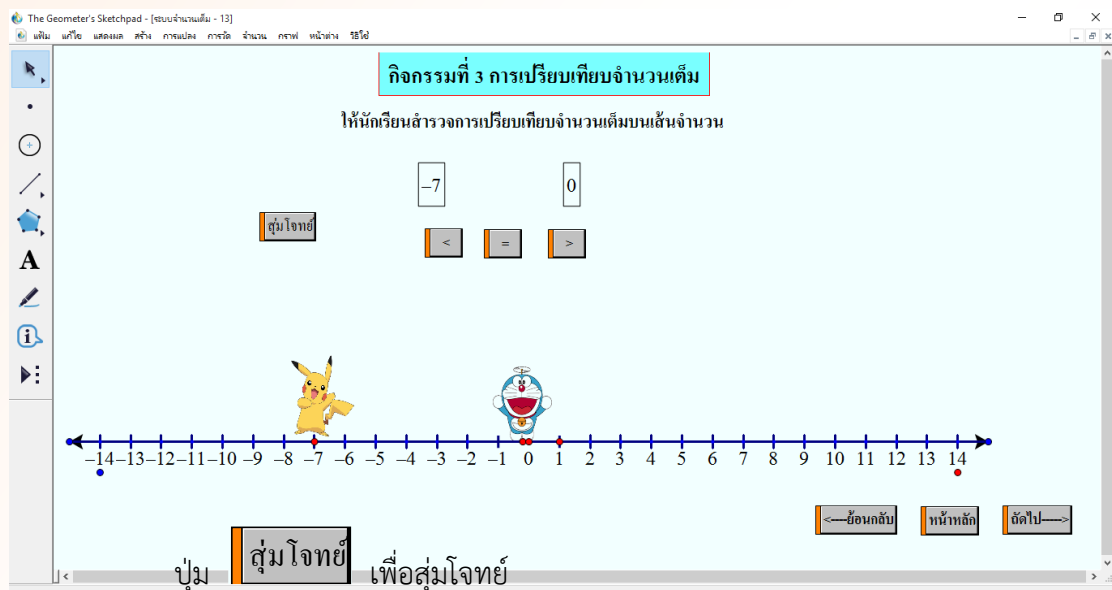 The Geometer's Sketchpad - [ระบบจำนวนเต็ม - 13]
แฟ้ม แก้ไข แสดงผล สร้าง การแปลง การวัด จำนวน กราฟ หน้าต่าง วิธีใช้
กิจกรรมที่ 3 การเปรียบเทียบจำนวนเต็ม
ให้นักเรียนสำรวจการเปรียบเทียบจำนวนเต็มบนเส้นจำนวน
–7 0
สุ่มโจทย์
< = >
A
–14 –13 –12 –11 –10 –9 –8 –7 –6 –5 –4 –3 –2 –1 0 1 2 3 4 5 6 7 8 9 10 11 12 13 14
<----ย้อนกลับ หน้าหลัก ถัดไป----->
ปุ่ม สุ่มโจทย์ เพื่อสุ่มโจทย์